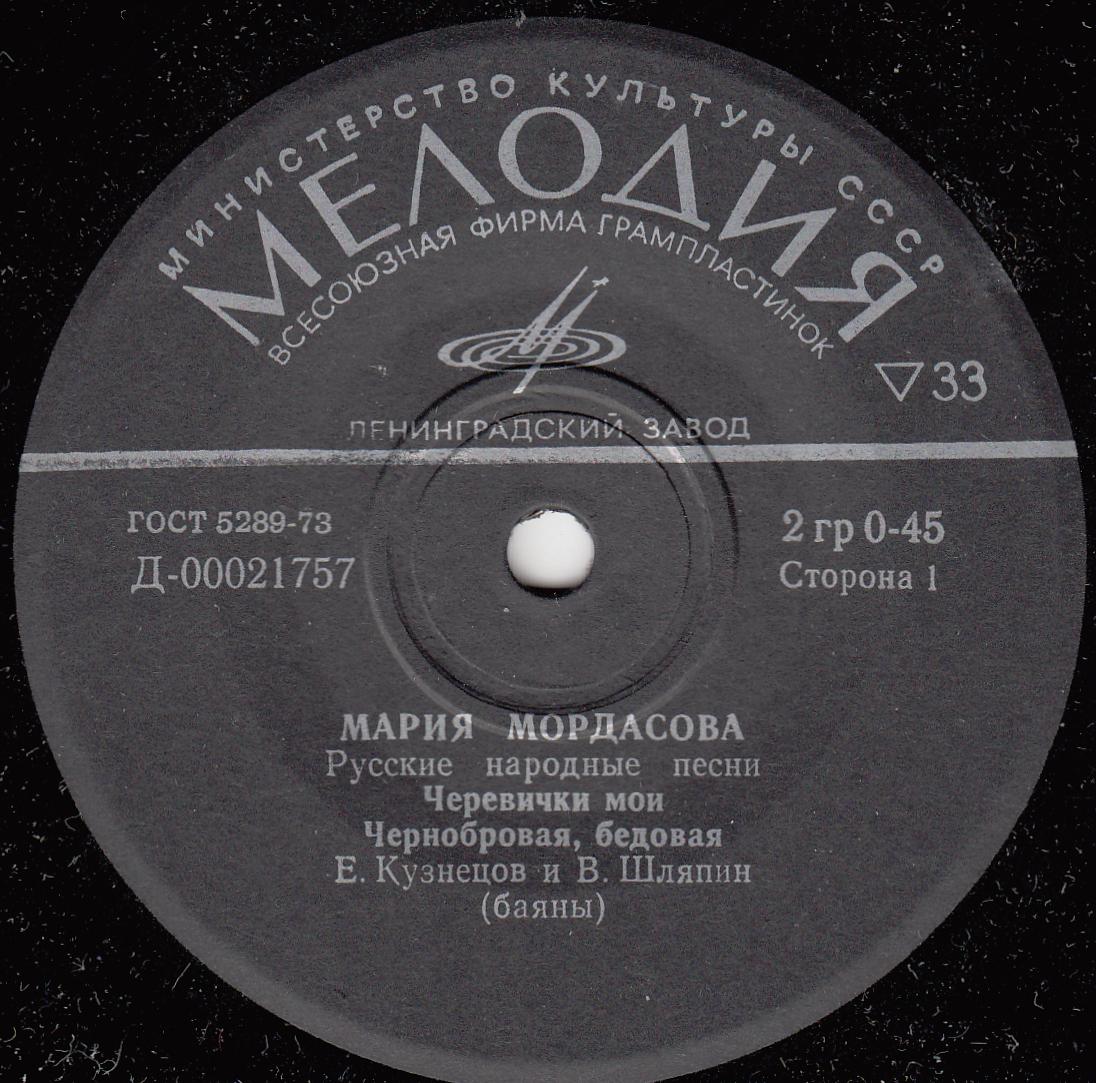 МИНИСТЕРСТВО КУЛЬТУРЫ СССР
МЕЛОДИЯ
ВСЕСОЮЗНАЯ ФИРМА ГРАМПЛАСТИНОК
▽33
ЛЕНИНГРАДСКИЙ ЗАВОД
ГОСТ 5289-73
2 гр 0-45
Д-00021757
Сторона 1
МАРИЯ МОРДАСОВА
Русские народные песни
Черевички мои
Чернобровая, бедовая
Е. Кузнецов и В. Шляпин
(баяны)